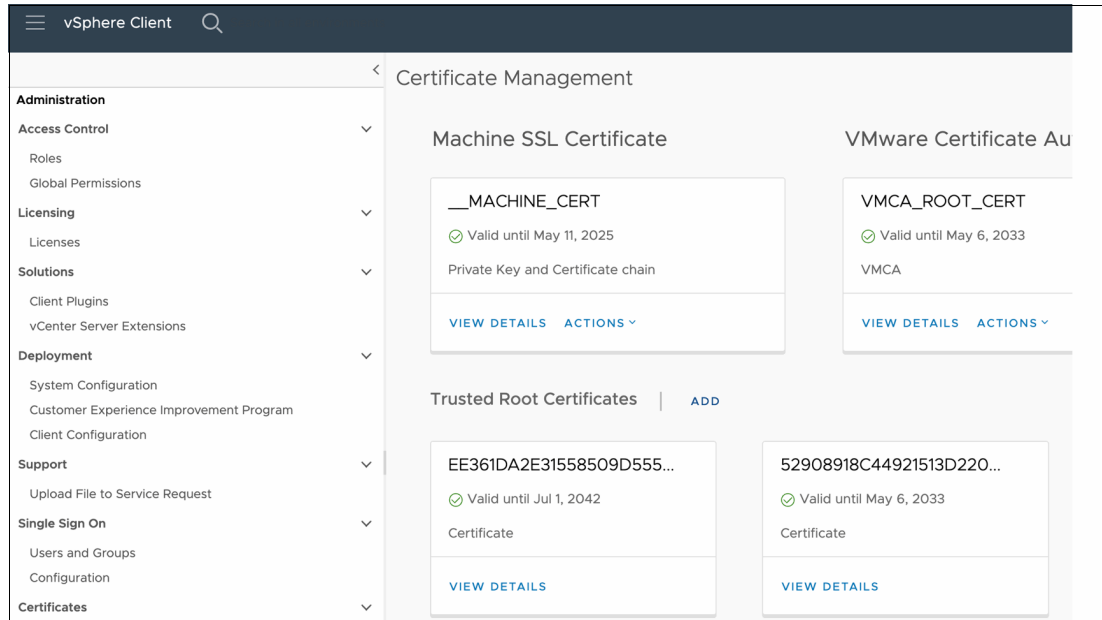 vSphere Client
Administration
Access Control
Roles
Global Permissions
Licensing
Licenses
Solutions
Client Plugins
vCenter Server Extensions
Deployment
System Configuration
Customer Experience Improvement Program
Client Configuration
Support
Upload File to Service Request
Single Sign On
Users and Groups
Configuration
Certificates
Certificate Management
Machine SSL Certificate
__MACHINE_CERT
Valid until May 11, 2025
Private Key and Certificate chain
VIEW DETAILS ACTIONS
VMware Certificate Au
VMCA_ROOT_CERT
Valid until May 6, 2033
VMCA
VIEW DETAILS ACTIONS
Trusted Root Certificates | ADD
EE361DA2E31558509D555...
Valid until Jul 1, 2042
Certificate
VIEW DETAILS
52908918C44921513D220...
Valid until May 6, 2033
Certificate
VIEW DETAILS